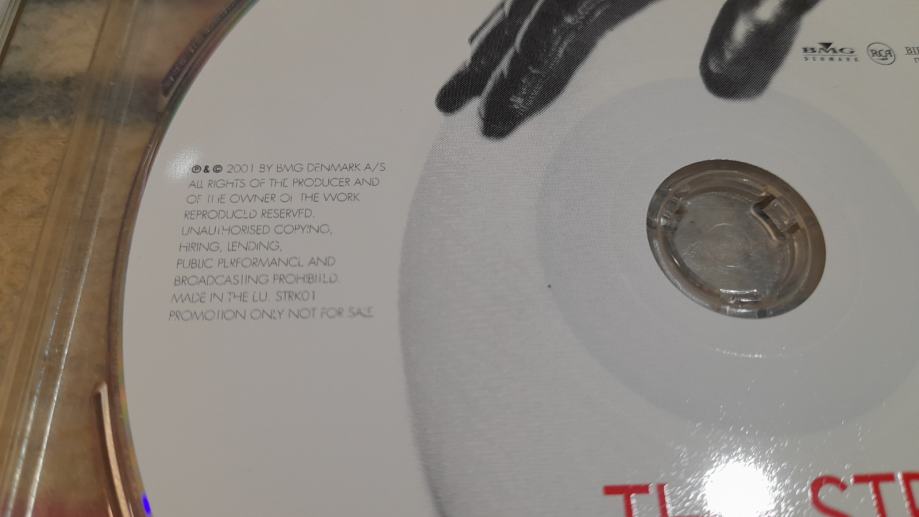 ℗ & © 2001 BY BMG DENMARK A/S
ALL RIGHTS OF THE PRODUCER AND
OF THE OWNER OF THE WORK
REPRODUCED RESERVED.
UNAUTHORISED COPYING,
HIRING, LENDING,
PUBLIC PERFORMANCE AND
BROADCASTING PROHIBITED.
MADE IN THE EU. STRK01
PROMOTION ONLY NOT FOR SALE
BMG
DENMARK
RCA
STR